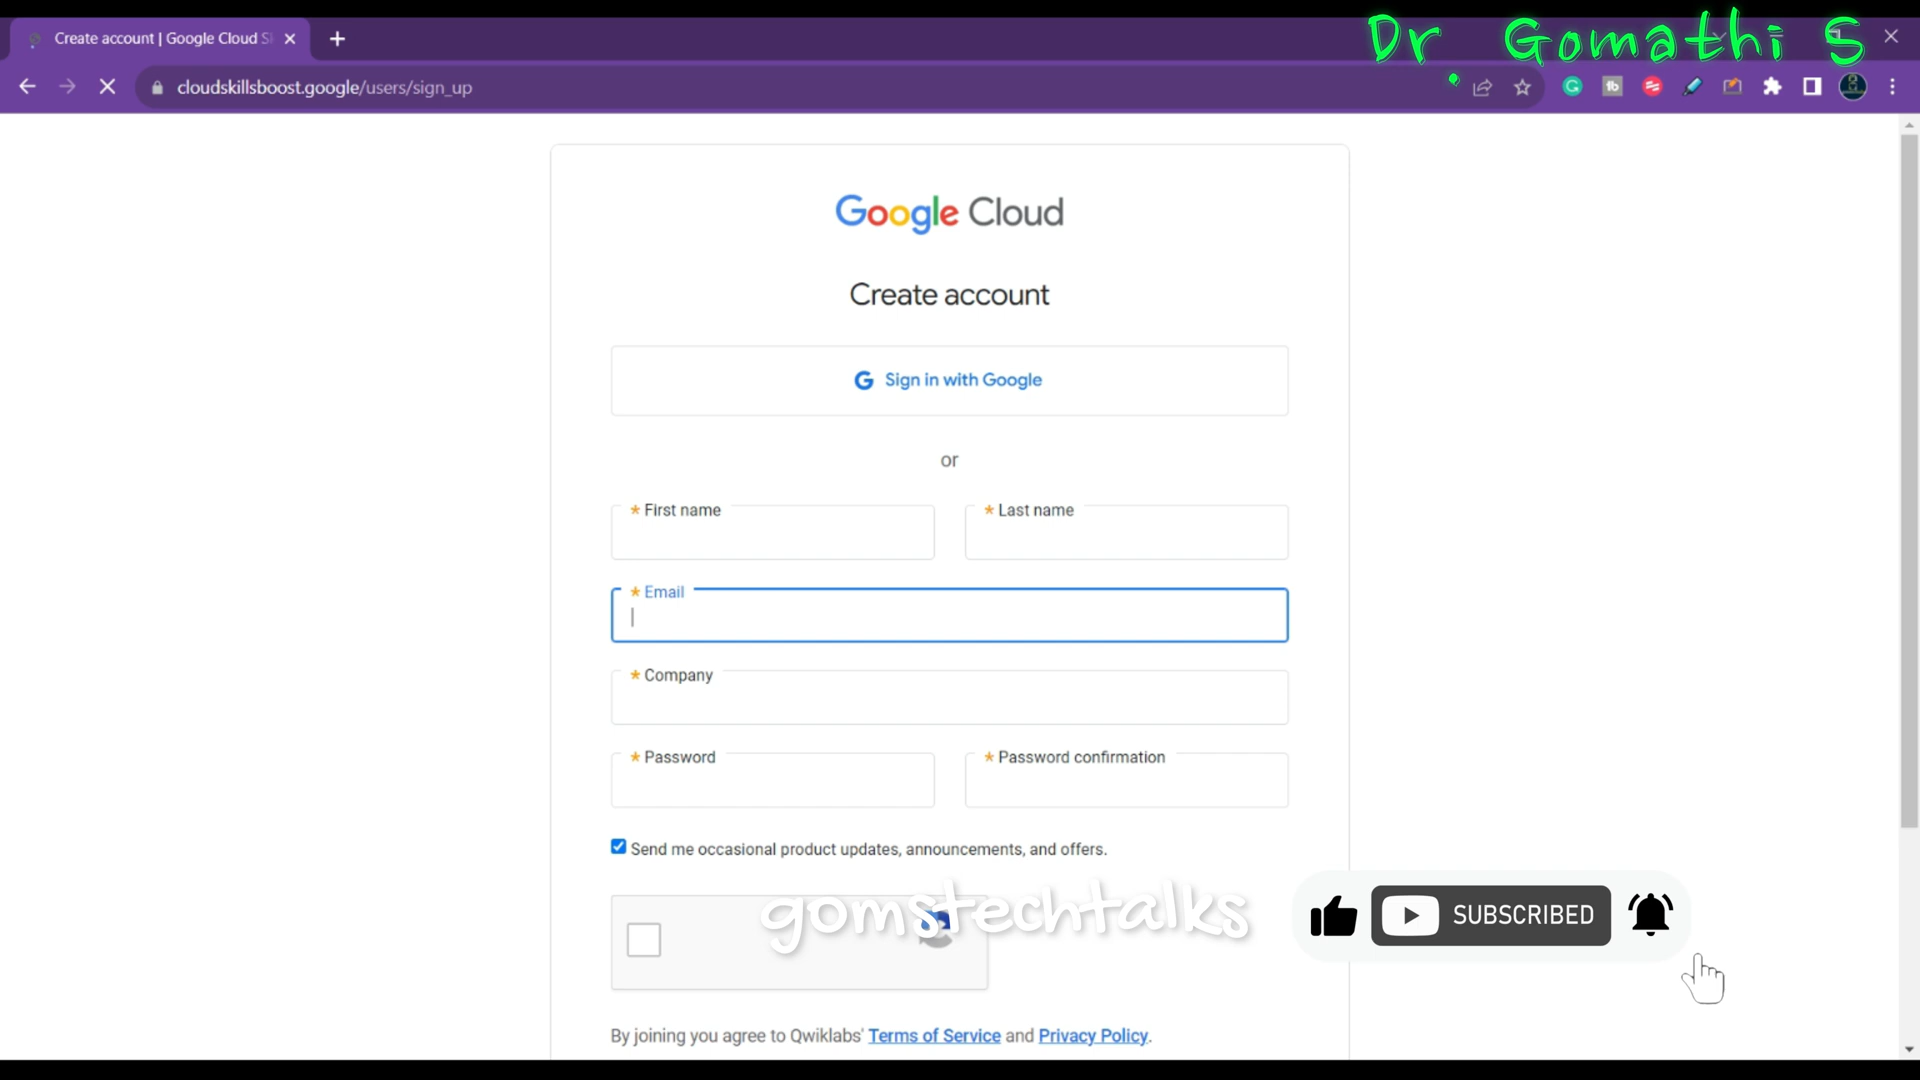 Create account | Google Cloud S
Dr. Gomathi S
cloudskillsboost.google/users/sign_up
Google Cloud
Create account
G Sign in with Google
or
* First name
* Last name
* Email
* Company
* Password
* Password confirmation
Send me occasional product updates, announcements, and offers.
gomstechtalks
SUBSCRIBED
By joining you agree to Qwiklabs' Terms of Service and Privacy Policy.